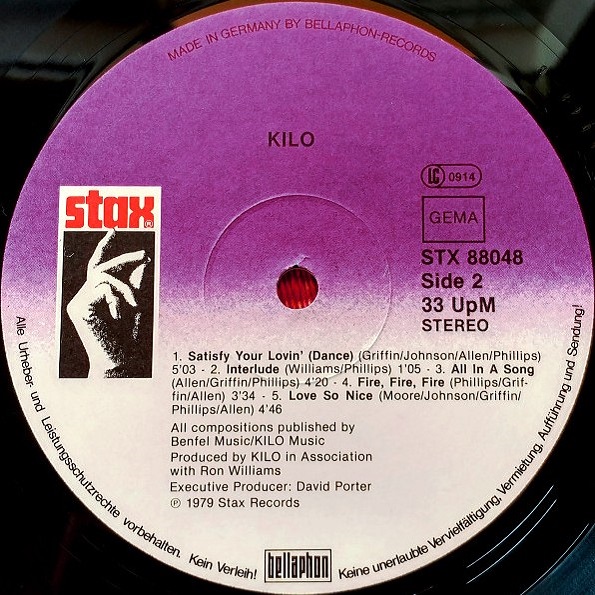 MADE IN GERMANY BY BELLAPHON-RECORDS
KILO
LC 0914
GEMA
stax®
STX 88048
Side 2
33 UpM
STEREO
1. Satisfy Your Lovin' (Dance) (Griffin/Johnson/Allen/Phillips)
5'03 - 2. Interlude (Williams/Phillips) 1'05 - 3. All In A Song
(Allen/Griffin/Phillips) 4'20 - 4. Fire, Fire, Fire (Phillips/Grif-
fin/Allen) 3'34 - 5. Love So Nice (Moore/Johnson/Griffin/
Phillips/Allen) 4'46
All compositions published by
Benfel Music/KILO Music
Produced by KILO in Association
with Ron Williams
Executive Producer: David Porter
℗ 1979 Stax Records
Alle Urheber und Leistungsschutzrechte vorbehalten. Kein Verleih!
bellaphon
Keine unerlaubte Vervielfältigung, Vermietung, Aufführung und Sendung!